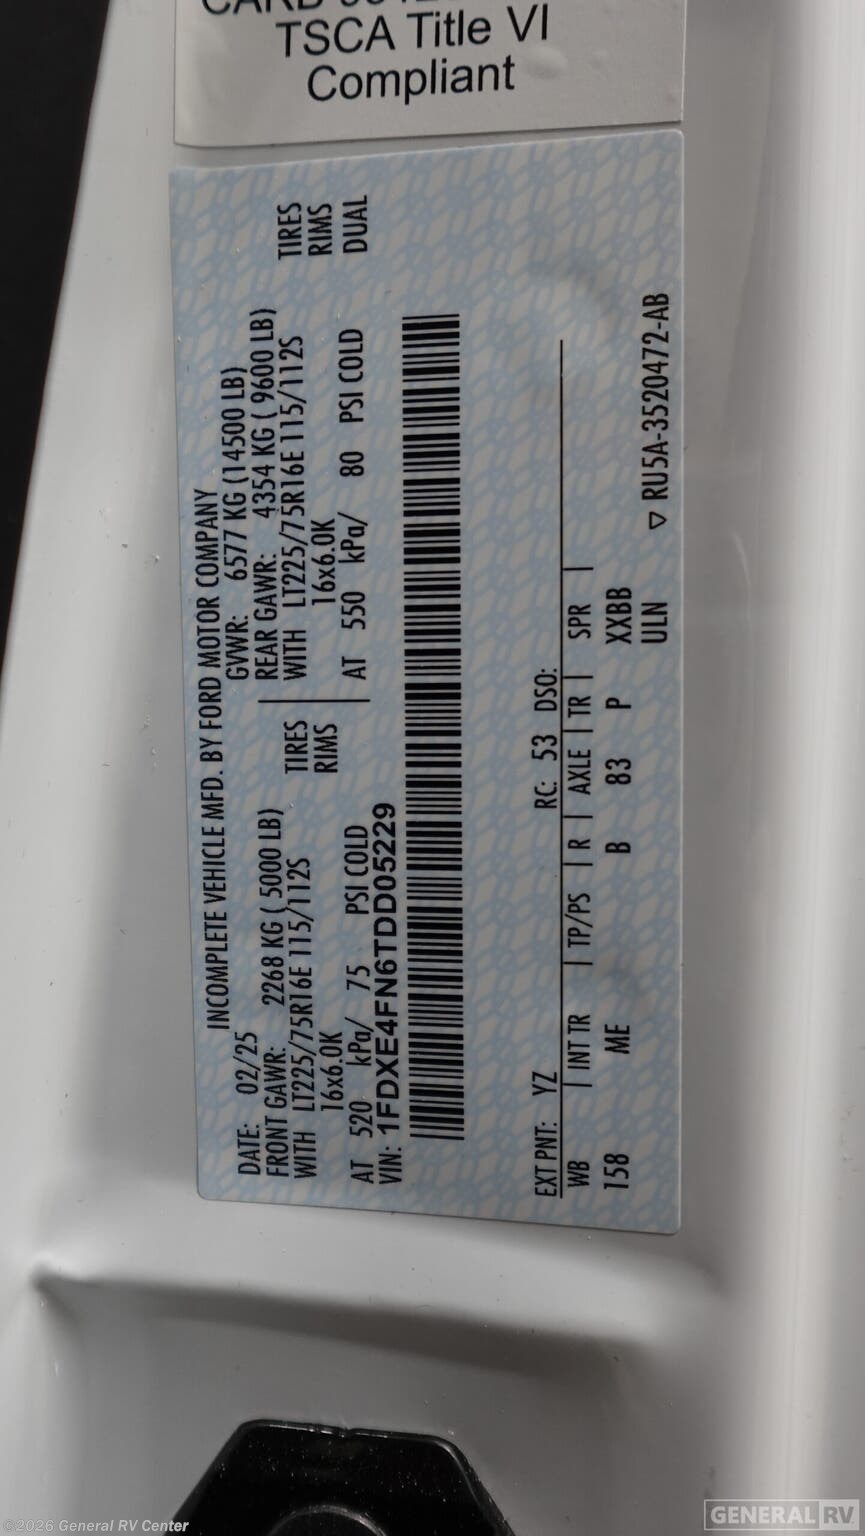 TSCA Title VI
Compliant
INCOMPLETE VEHICLE MFD. BY FORD MOTOR COMPANY
DATE: 02/25 GVWR: 6577 KG (14500 LB)
FRONT GAWR: 2268 KG ( 5000 LB) REAR GAWR: 4354 KG ( 9600 LB)
WITH LT225/75R16E 115/112S TIRES WITH LT225/75R16E 115/112S TIRES
16x6.0K RIMS 16x6.0K RIMS
AT 520 kPa/ 75 PSI COLD AT 550 kPa/ 80 PSI COLD DUAL
VIN: 1FDXE4FN6TDD05229
EXT PNT: YZ RC: 53 DSO:
WB INT TR TP/PS R AXLE TR SPR
158 ME B 83 P XXBB
ULN ▽ RU5A-3520472-AB
©2026 General RV Center
GENERAL RV